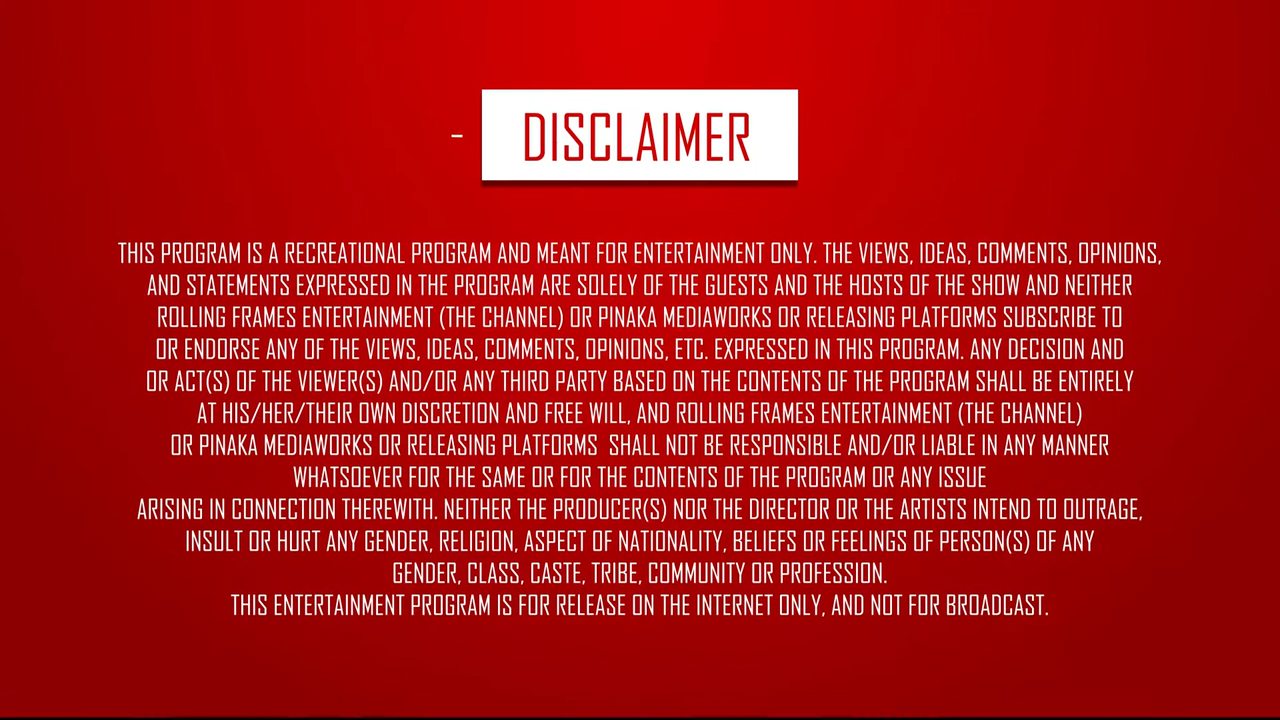 - DISCLAIMER
THIS PROGRAM IS A RECREATIONAL PROGRAM AND MEANT FOR ENTERTAINMENT ONLY. THE VIEWS, IDEAS, COMMENTS, OPINIONS,
AND STATEMENTS EXPRESSED IN THE PROGRAM ARE SOLELY OF THE GUESTS AND THE HOSTS OF THE SHOW AND NEITHER
ROLLING FRAMES ENTERTAINMENT (THE CHANNEL) OR PINAKA MEDIAWORKS OR RELEASING PLATFORMS SUBSCRIBE TO
OR ENDORSE ANY OF THE VIEWS, IDEAS, COMMENTS, OPINIONS, ETC. EXPRESSED IN THIS PROGRAM. ANY DECISION AND
OR ACT(S) OF THE VIEWER(S) AND/OR ANY THIRD PARTY BASED ON THE CONTENTS OF THE PROGRAM SHALL BE ENTIRELY
AT HIS/HER/THEIR OWN DISCRETION AND FREE WILL, AND ROLLING FRAMES ENTERTAINMENT (THE CHANNEL)
OR PINAKA MEDIAWORKS OR RELEASING PLATFORMS SHALL NOT BE RESPONSIBLE AND/OR LIABLE IN ANY MANNER
WHATSOEVER FOR THE SAME OR FOR THE CONTENTS OF THE PROGRAM OR ANY ISSUE
ARISING IN CONNECTION THEREWITH. NEITHER THE PRODUCER(S) NOR THE DIRECTOR OR THE ARTISTS INTEND TO OUTRAGE,
INSULT OR HURT ANY GENDER, RELIGION, ASPECT OF NATIONALITY, BELIEFS OR FEELINGS OF PERSON(S) OF ANY
GENDER, CLASS, CASTE, TRIBE, COMMUNITY OR PROFESSION.
THIS ENTERTAINMENT PROGRAM IS FOR RELEASE ON THE INTERNET ONLY, AND NOT FOR BROADCAST.